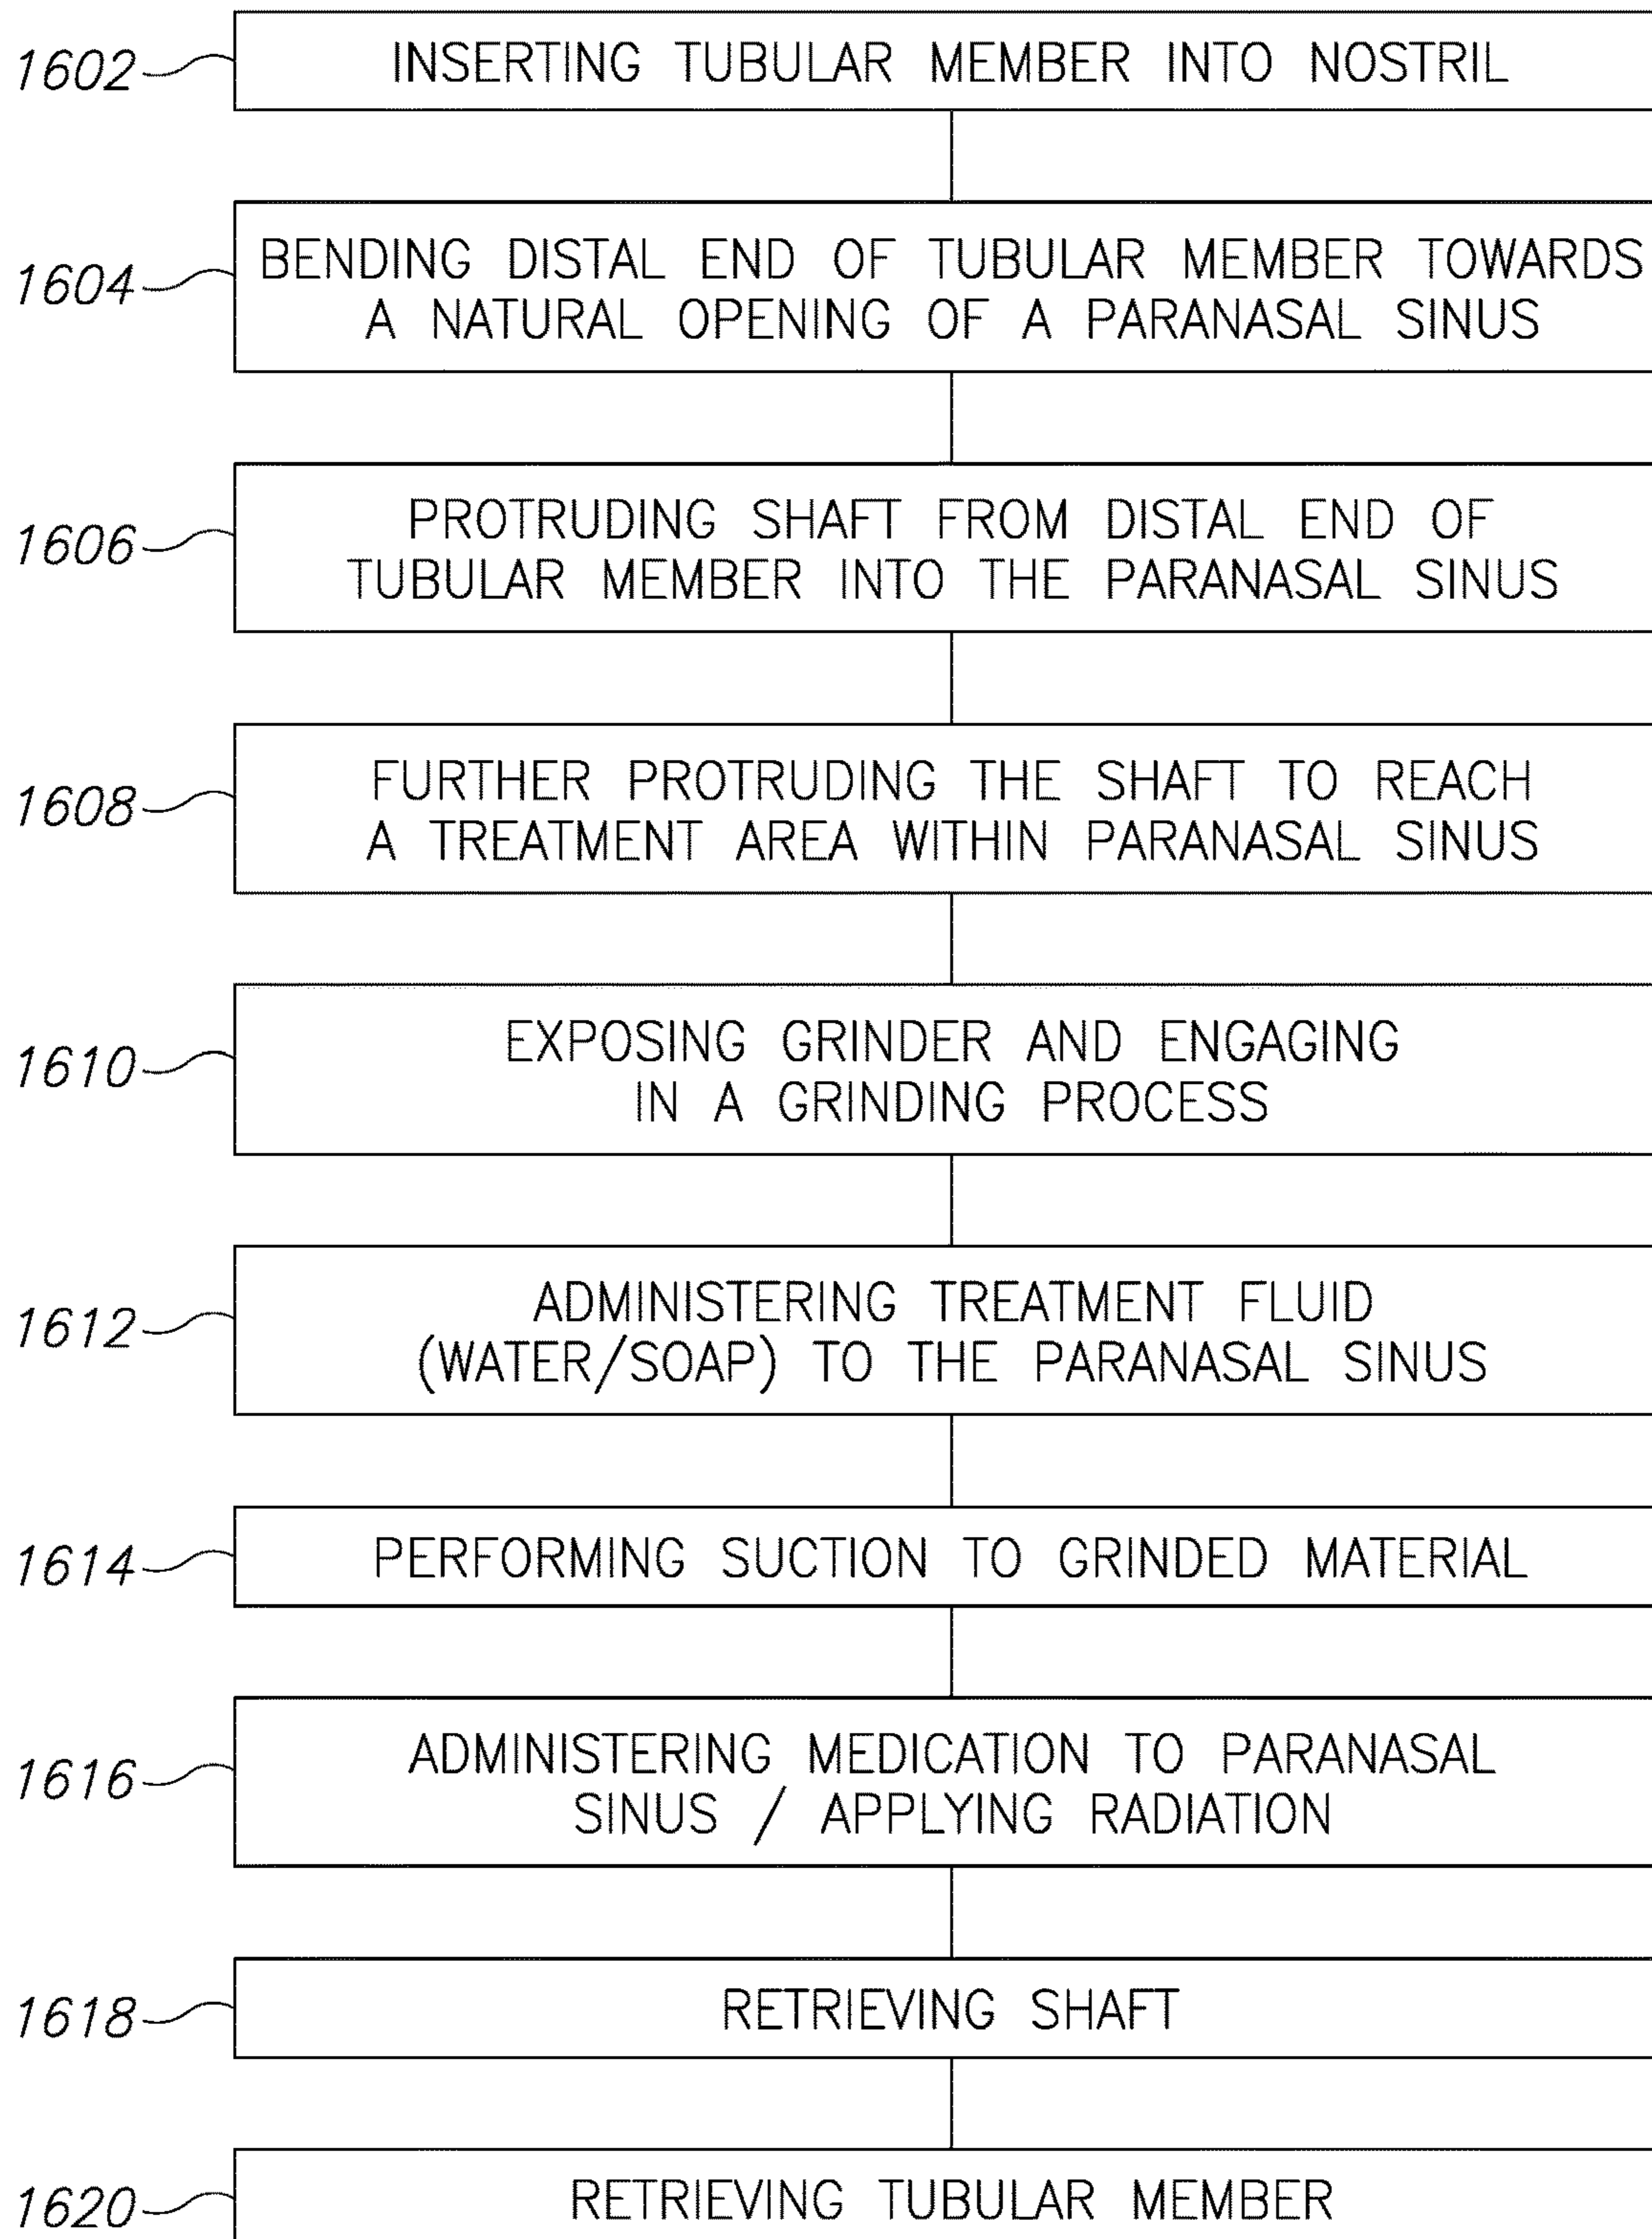 1602 INSERTING TUBULAR MEMBER INTO NOSTRIL
1604 BENDING DISTAL END OF TUBULAR MEMBER TOWARDS
A NATURAL OPENING OF A PARANASAL SINUS
1606 PROTRUDING SHAFT FROM DISTAL END OF
TUBULAR MEMBER INTO THE PARANASAL SINUS
1608 FURTHER PROTRUDING THE SHAFT TO REACH
A TREATMENT AREA WITHIN PARANASAL SINUS
1610 EXPOSING GRINDER AND ENGAGING
IN A GRINDING PROCESS
1612 ADMINISTERING TREATMENT FLUID
(WATER/SOAP) TO THE PARANASAL SINUS
1614 PERFORMING SUCTION TO GRINDED MATERIAL
1616 ADMINISTERING MEDICATION TO PARANASAL
SINUS / APPLYING RADIATION
1618 RETRIEVING SHAFT
1620 RETRIEVING TUBULAR MEMBER